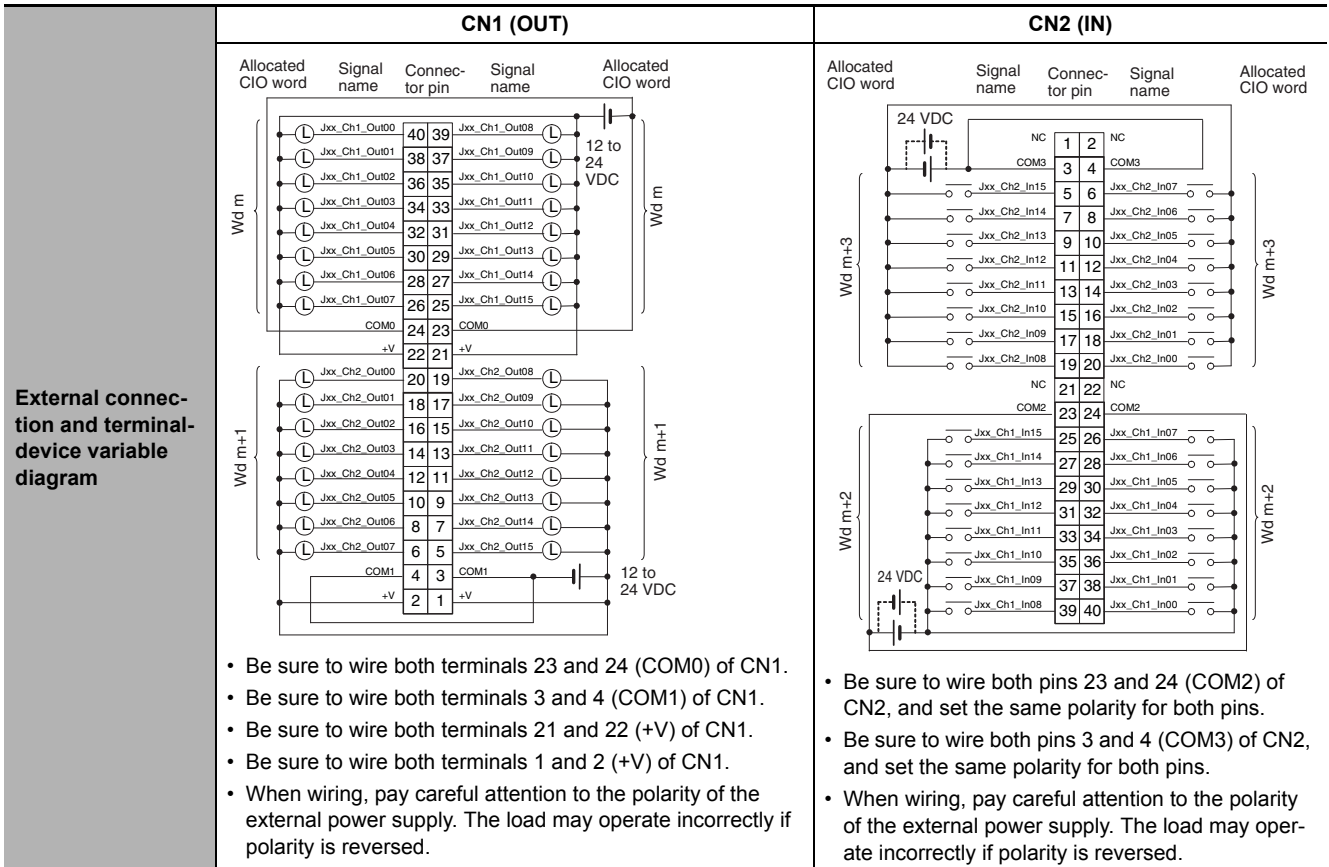 CN1 (OUT)
CN2 (IN)
External connec-
tion and terminal-
device variable
diagram
Allocated
CIO word
Signal
name
Connec-
tor pin
Signal
name
Allocated
CIO word
12 to
24
VDC
Wd m
Wd m
Jxx_Ch1_Out00 40 39 Jxx_Ch1_Out08
L L
Jxx_Ch1_Out01 38 37 Jxx_Ch1_Out09
L L
Jxx_Ch1_Out02 36 35 Jxx_Ch1_Out10
L L
Jxx_Ch1_Out03 34 33 Jxx_Ch1_Out11
L L
Jxx_Ch1_Out04 32 31 Jxx_Ch1_Out12
L L
Jxx_Ch1_Out05 30 29 Jxx_Ch1_Out13
L L
Jxx_Ch1_Out06 28 27 Jxx_Ch1_Out14
L L
Jxx_Ch1_Out07 26 25 Jxx_Ch1_Out15
L L
COM0 24 23 COM0
+V 22 21 +V
Wd m+1
Wd m+1
Jxx_Ch2_Out00 20 19 Jxx_Ch2_Out08
L L
Jxx_Ch2_Out01 18 17 Jxx_Ch2_Out09
L L
Jxx_Ch2_Out02 16 15 Jxx_Ch2_Out10
L L
Jxx_Ch2_Out03 14 13 Jxx_Ch2_Out11
L L
Jxx_Ch2_Out04 12 11 Jxx_Ch2_Out12
L L
Jxx_Ch2_Out05 10 9 Jxx_Ch2_Out13
L L
Jxx_Ch2_Out06 8 7 Jxx_Ch2_Out14
L L
Jxx_Ch2_Out07 6 5 Jxx_Ch2_Out15
L L
COM1 4 3 COM1
+V 2 1 +V
12 to
24 VDC
• Be sure to wire both terminals 23 and 24 (COM0) of CN1.
• Be sure to wire both terminals 3 and 4 (COM1) of CN1.
• Be sure to wire both terminals 21 and 22 (+V) of CN1.
• Be sure to wire both terminals 1 and 2 (+V) of CN1.
• When wiring, pay careful attention to the polarity of the
external power supply. The load may operate incorrectly if
polarity is reversed.
Allocated
CIO word
Signal
name
Connec-
tor pin
Signal
name
Allocated
CIO word
24 VDC
NC 1 2 NC
COM3 3 4 COM3
Wd m+3
Wd m+3
Jxx_Ch2_In15 5 6 Jxx_Ch2_In07
Jxx_Ch2_In14 7 8 Jxx_Ch2_In06
Jxx_Ch2_In13 9 10 Jxx_Ch2_In05
Jxx_Ch2_In12 11 12 Jxx_Ch2_In04
Jxx_Ch2_In11 13 14 Jxx_Ch2_In03
Jxx_Ch2_In10 15 16 Jxx_Ch2_In02
Jxx_Ch2_In09 17 18 Jxx_Ch2_In01
Jxx_Ch2_In08 19 20 Jxx_Ch2_In00
NC 21 22 NC
COM2 23 24 COM2
Wd m+2
Wd m+2
Jxx_Ch1_In15 25 26 Jxx_Ch1_In07
Jxx_Ch1_In14 27 28 Jxx_Ch1_In06
Jxx_Ch1_In13 29 30 Jxx_Ch1_In05
Jxx_Ch1_In12 31 32 Jxx_Ch1_In04
Jxx_Ch1_In11 33 34 Jxx_Ch1_In03
Jxx_Ch1_In10 35 36 Jxx_Ch1_In02
Jxx_Ch1_In09 37 38 Jxx_Ch1_In01
Jxx_Ch1_In08 39 40 Jxx_Ch1_In00
24 VDC
• Be sure to wire both pins 23 and 24 (COM2) of
CN2, and set the same polarity for both pins.
• Be sure to wire both pins 3 and 4 (COM3) of CN2,
and set the same polarity for both pins.
• When wiring, pay careful attention to the polarity
of the external power supply. The load may oper-
ate incorrectly if polarity is reversed.